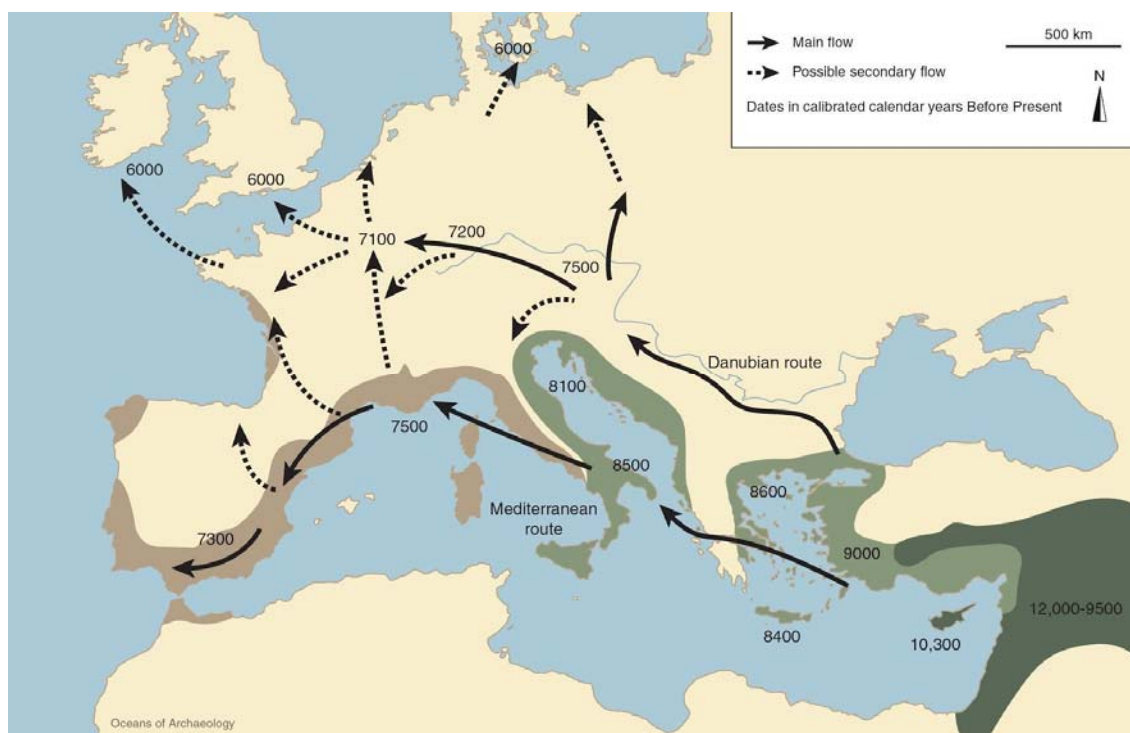 Main flow
500 km
Possible secondary flow
N
Dates in calibrated calendar years Before Present
6000
6000
6000
7100
7200
7500
Danubian route
8100
7500
8500
8600
Mediterranean
route
7300
9000
8400
10,300
12,000-9500
Oceans of Archaeology